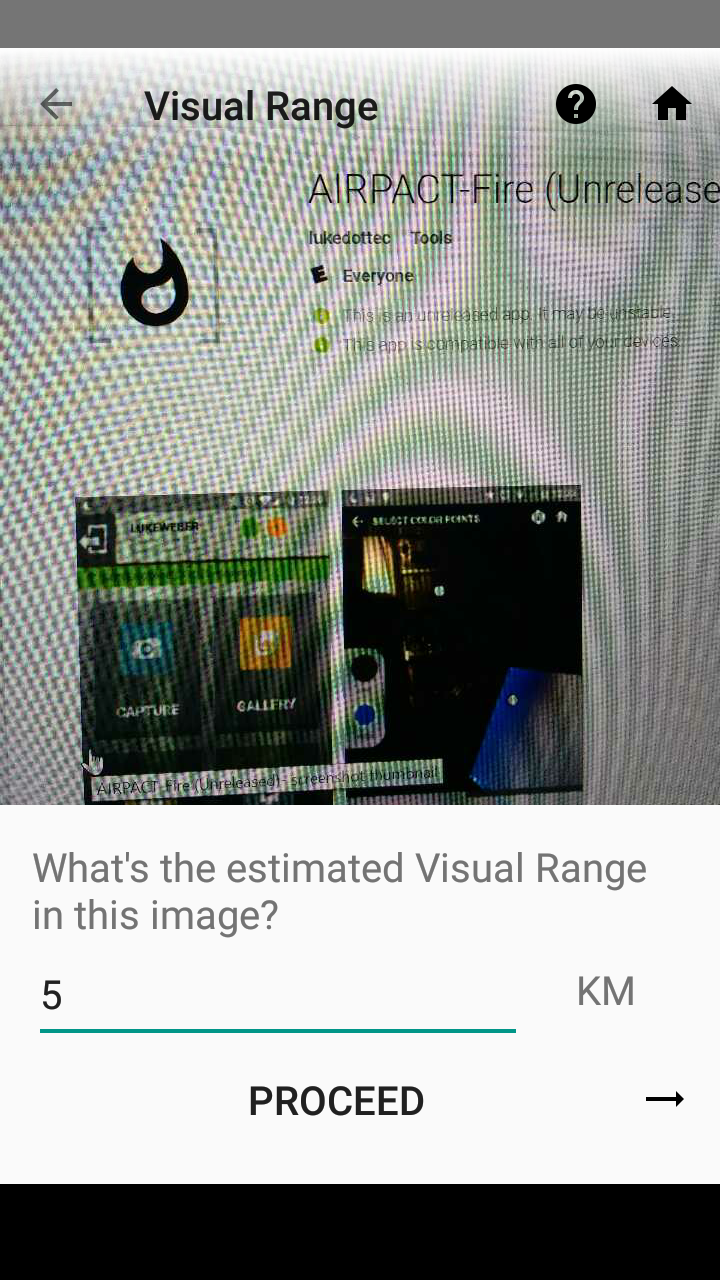 Visual Range
AIRPACT-Fire (Unrelease
lukedottec Tools
E Everyone
This is an unreleased app. It may be unstable.
This app is compatible with all of your devices.
LUKEWEBER
SELECT COLOR POINTS
CAPTURE
GALLERY
AIRPACT-Fire (Unreleased) - screenshot thumbnail
What's the estimated Visual Range
in this image?
5
KM
PROCEED